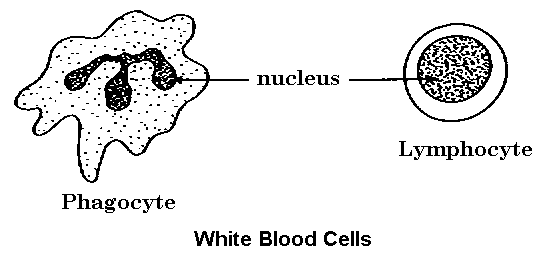 nucleus
Lymphocyte
Phagocyte
White Blood Cells